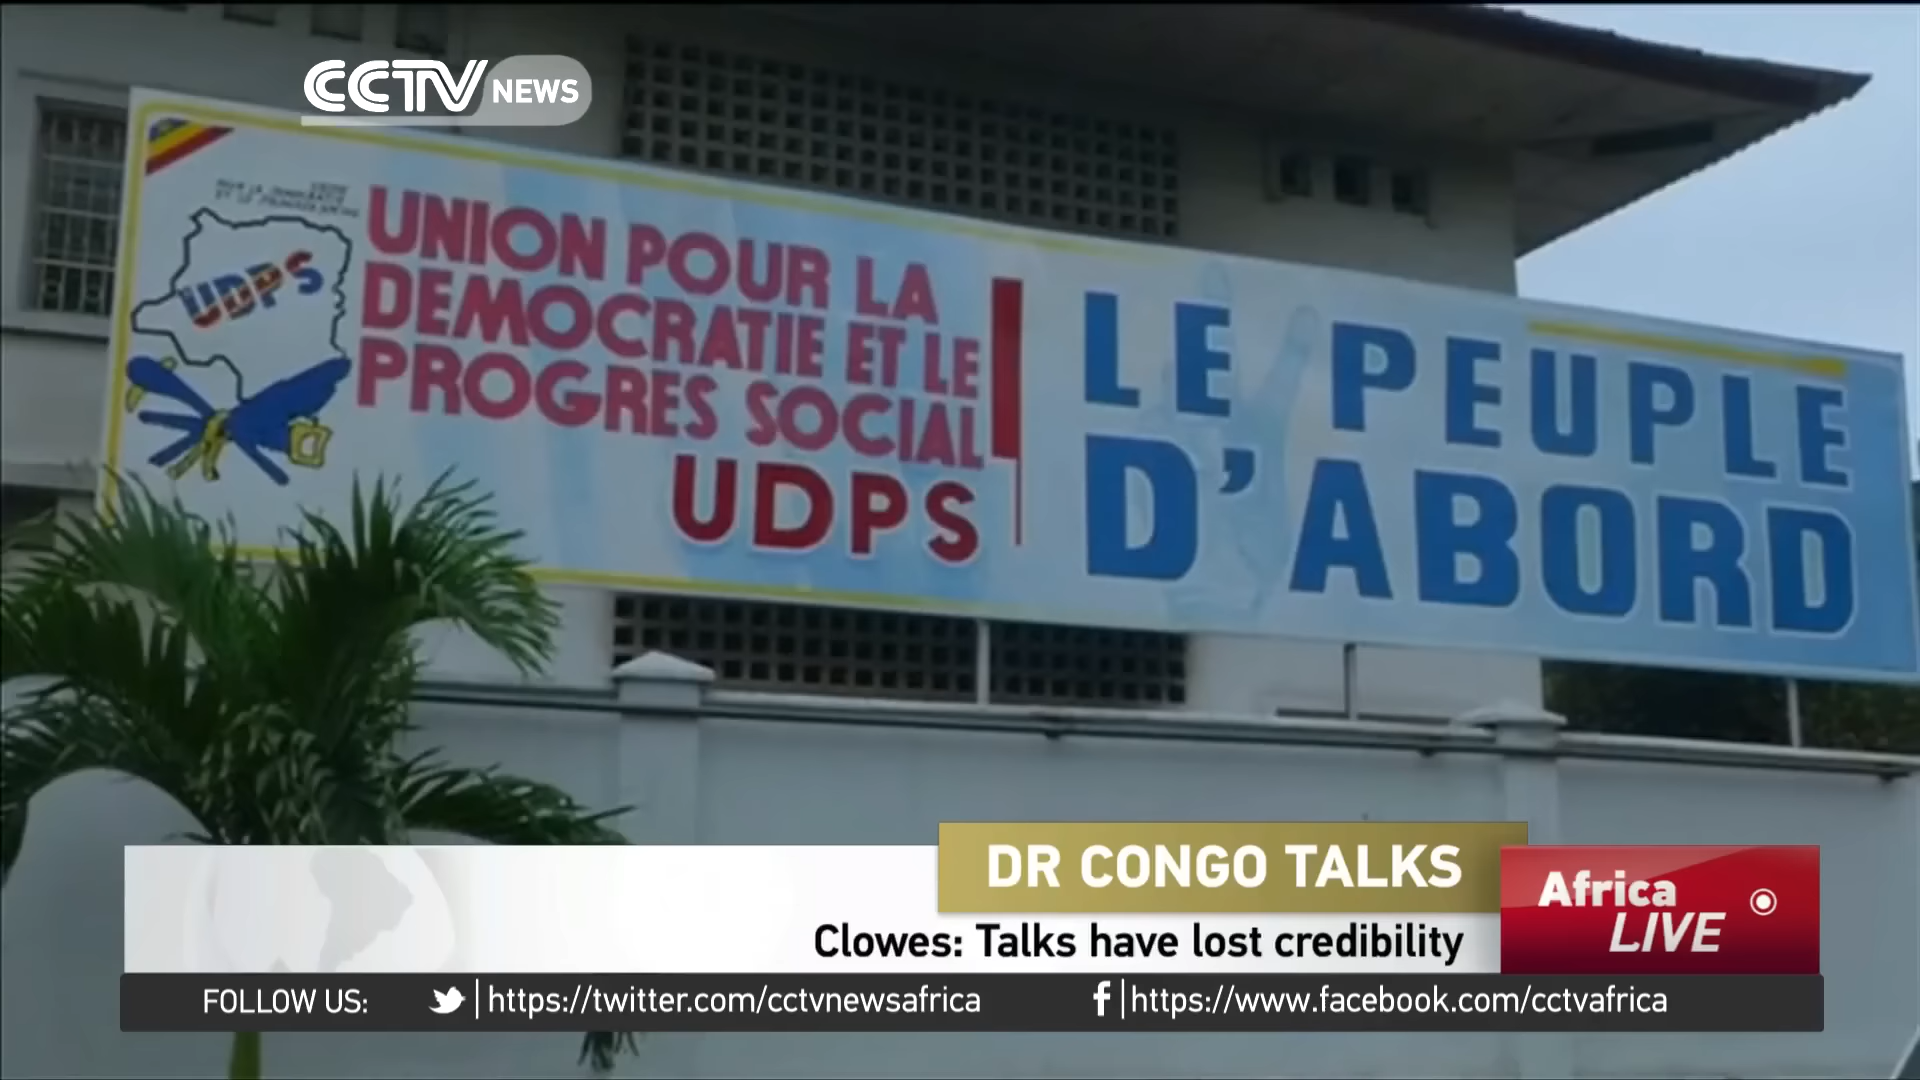 CCTV NEWS
UDPS
UNION POUR LA
DEMOCRATIE ET LE
PROGRES SOCIAL
UDPS
LE PEUPLE
D'ABORD
DR CONGO TALKS
Clowes: Talks have lost credibility
Africa
LIVE
FOLLOW US: https://twitter.com/cctvnewsafrica https://www.facebook.com/cctvafrica